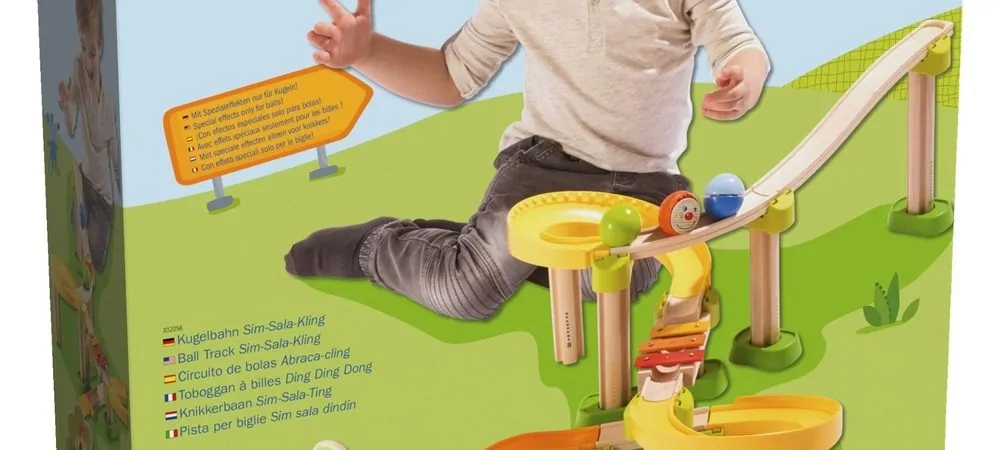 Mit Spezialeffekten nur für Kugeln!
Special effects only for balls!
¡Con efectos especiales solo para bolas!
Avec effets spéciaux seulement pour les billes !
Met speciale effecten alleen voor knikkers!
Con effetti speciali solo per le biglie!
302056
Kugelbahn Sim-Sala-Kling
Ball Track Sim-Sala-Kling
Circuito de bolas Abraca-cling
Toboggan à billes Ding Ding Dong
Knikkerbaan Sim-Sala-Ting
Pista per biglie Sim sala dindin